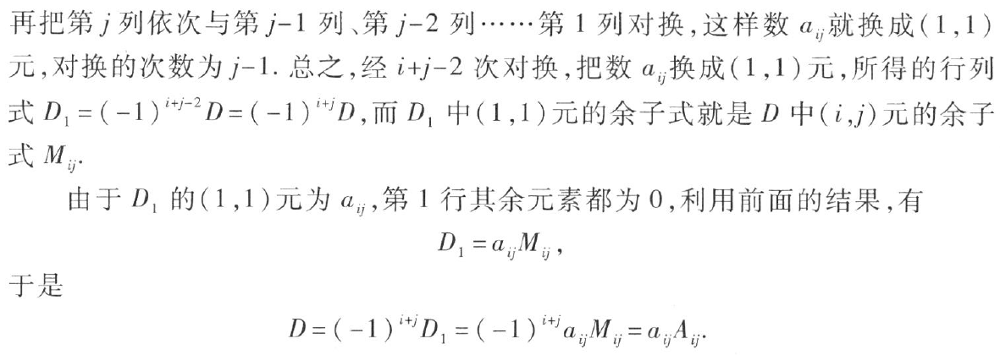 再把第 j 列依次与第 j-1 列、第 j-2 列……第 1 列对换,这样数 a_{ij} 就换成(1,1)
元,对换的次数为 j-1. 总之,经 i+j-2 次对换,把数 a_{ij} 换成(1,1)元,所得的行列
式 D_1 = (-1)^{i+j-2}D = (-1)^{i+j}D,而 D_1 中(1,1)元的余子式就是 D 中(i,j)元的余子
式 M_{ij}.
由于 D_1 的(1,1)元为 a_{ij},第 1 行其余元素都为 0,利用前面的结果,有
D_1 = a_{ij}M_{ij},
于是
D = (-1)^{i+j}D_1 = (-1)^{i+j}a_{ij}M_{ij} = a_{ij}A_{ij}.